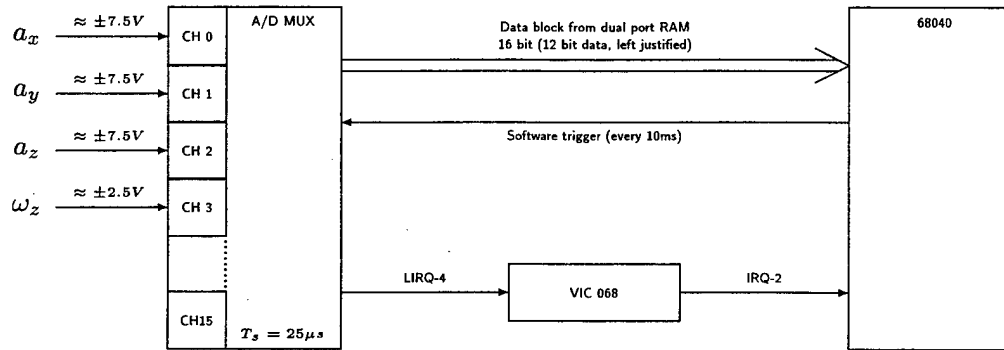 A/D MUX
68040
a_x
≈ ±7.5V
CH 0
Data block from dual port RAM
16 bit (12 bit data, left justified)
a_y
≈ ±7.5V
CH 1
a_z
≈ ±7.5V
CH 2
Software trigger (every 10ms)
ω_z
≈ ±2.5V
CH 3
LIRQ-4
VIC 068
IRQ-2
CH15
T_s = 25μs